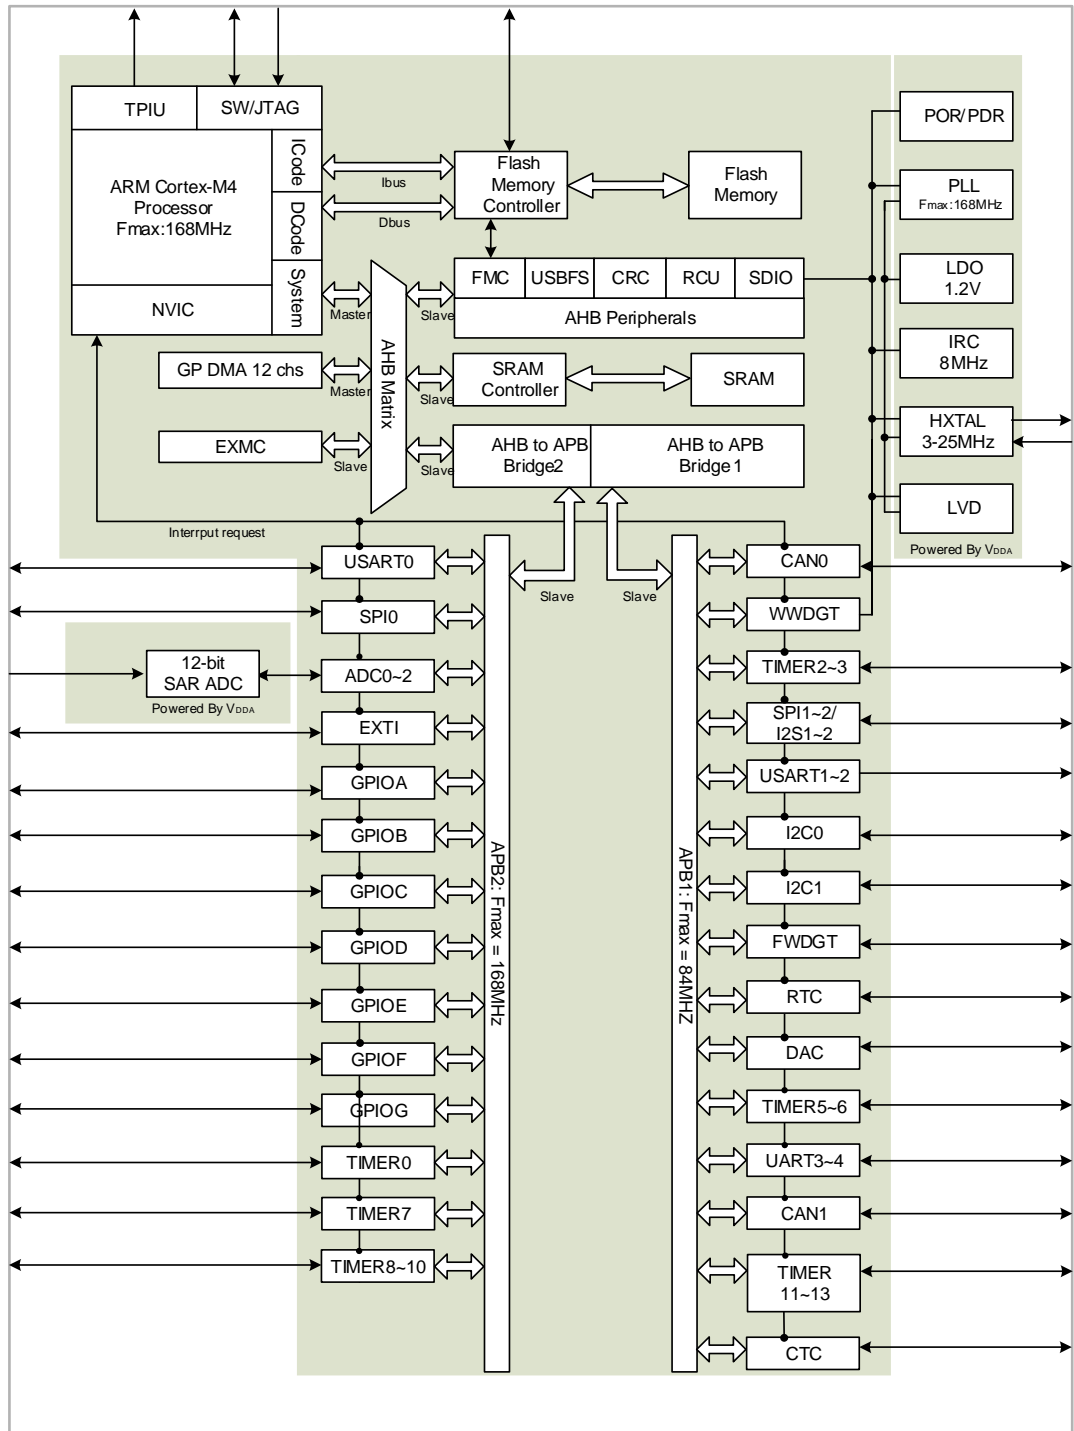 TPIU
SW/JTAG
POR/PDR
ICode
Flash
Memory
Controller
Flash
Memory
PLL
Fmax:168MHz
Ibus
ARM Cortex-M4
Processor
Fmax:168MHz
DCode
Dbus
LDO
1.2V
FMC
USBFS
CRC
RCU
SDIO
System
NVIC
Master
Slave
AHB Peripherals
IRC
8MHz
AHB Matrix
GP DMA 12 chs
Master
Slave
SRAM
Controller
SRAM
HXTAL
3-25MHz
EXMC
Slave
Slave
AHB to APB
Bridge2
AHB to APB
Bridge 1
LVD
Interrput request
Powered By VDDA
USART0
CAN0
Slave
Slave
SPI0
WWDGT
12-bit
SAR ADC
Powered By VDDA
ADC0~2
TIMER2~3
EXTI
SPI1~2/
I2S1~2
GPIOA
USART1~2
GPIOB
I2C0
APB2: Fmax = 168MHz
APB1: Fmax = 84MHZ
GPIOC
I2C1
GPIOD
FWDGT
GPIOE
RTC
GPIOF
DAC
GPIOG
TIMER5~6
TIMER0
UART3~4
TIMER7
CAN1
TIMER8~10
TIMER
11~13
CTC